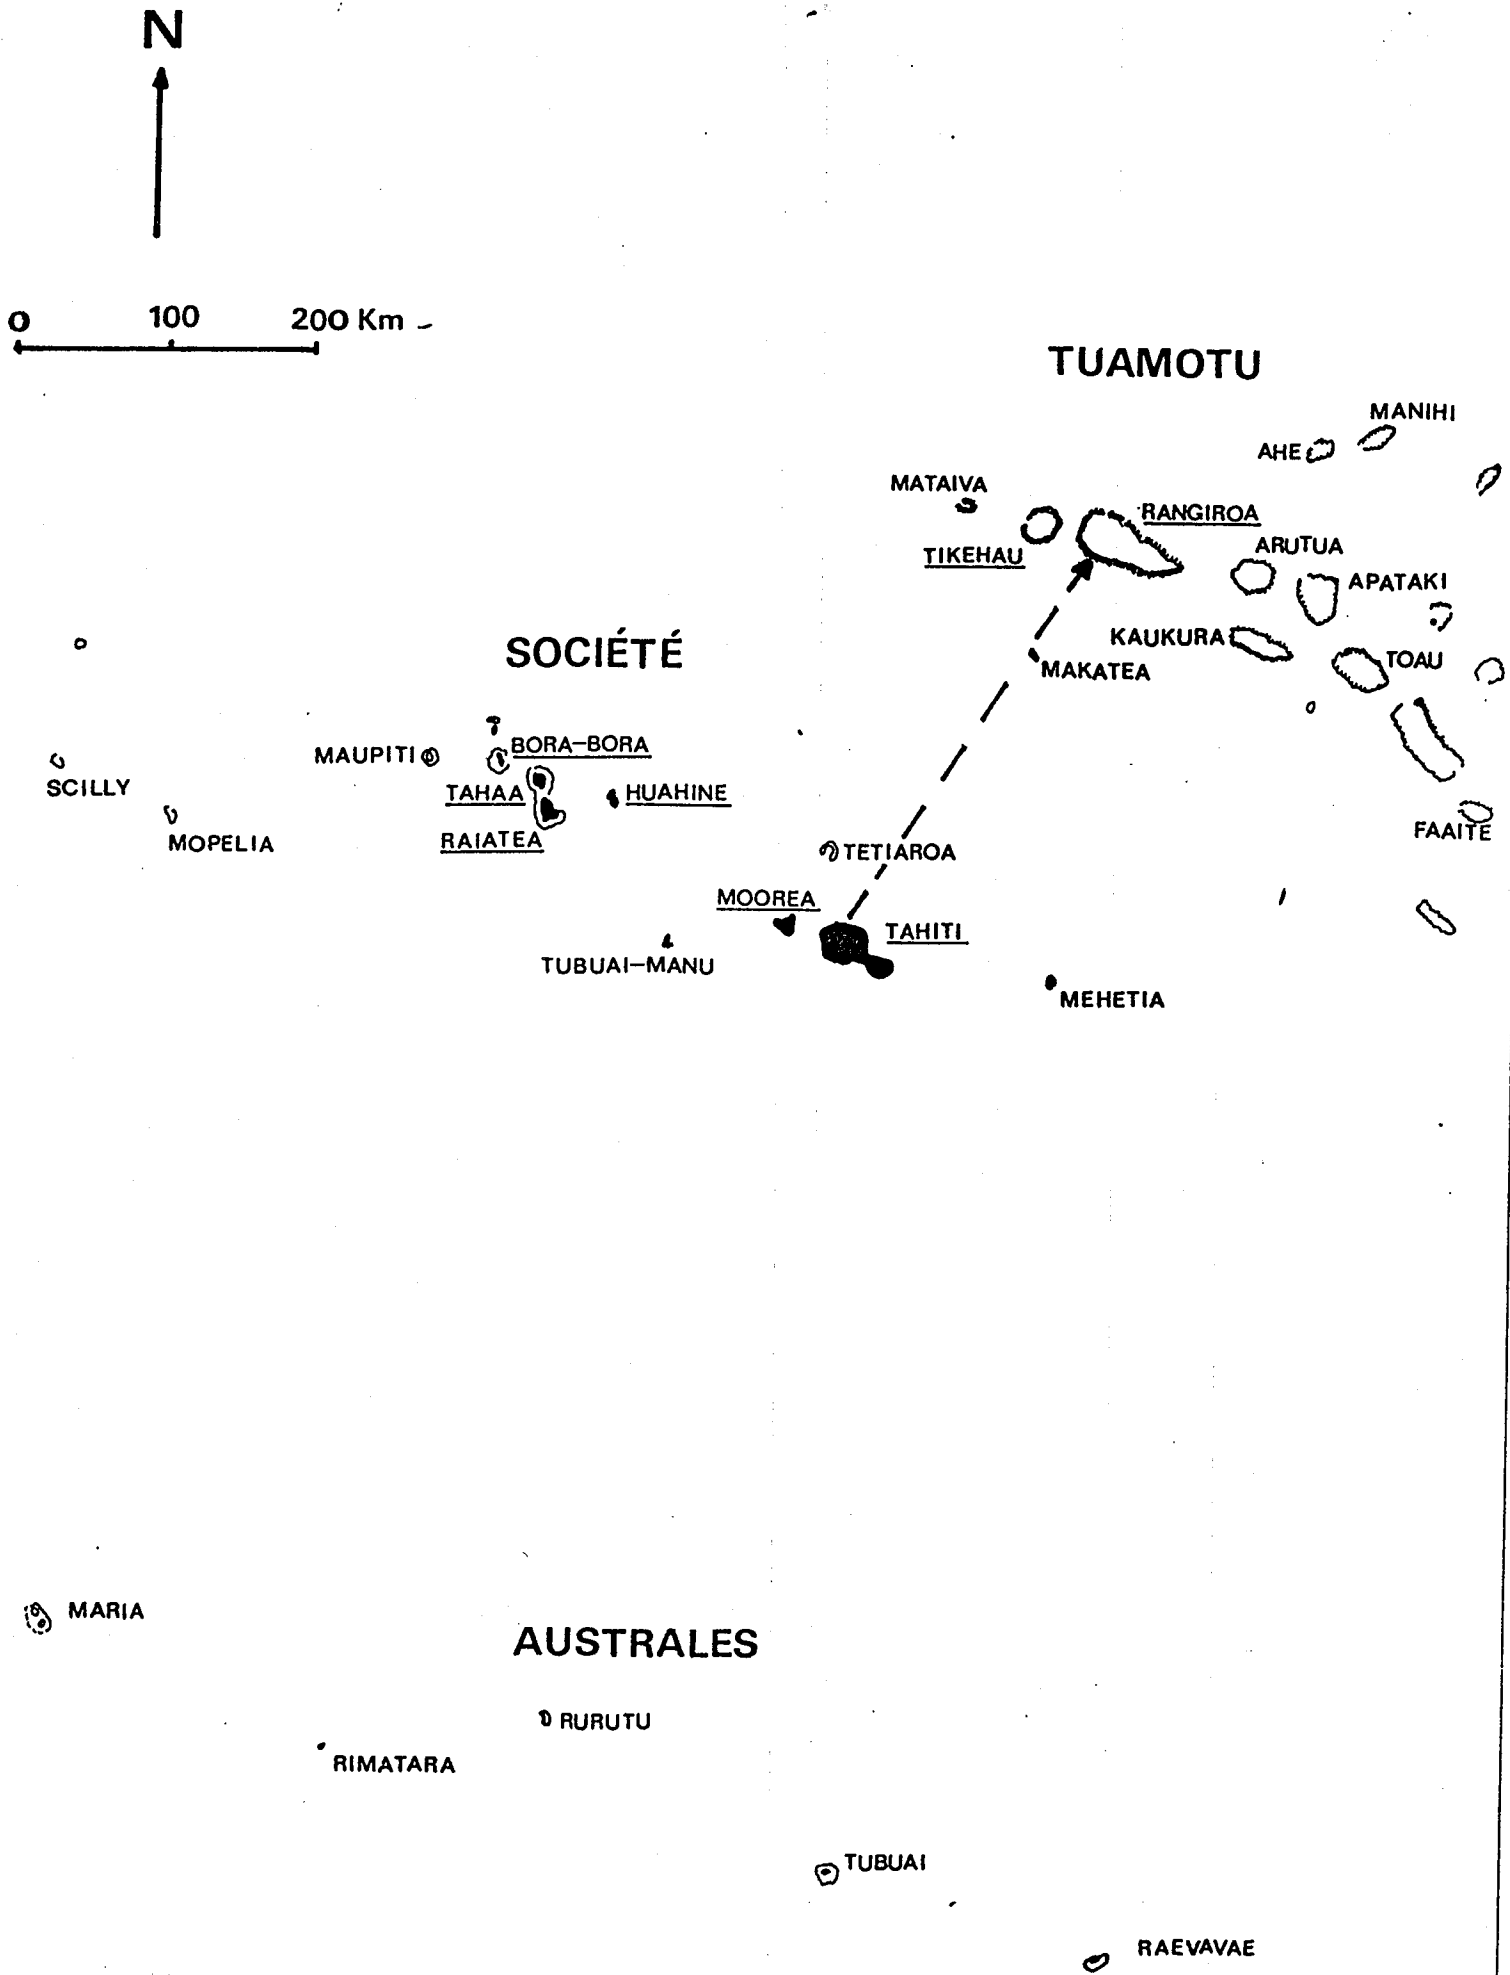 N
0 100 200 Km
TUAMOTU
MANIHI
AHE
MATAIVA
RANGIROA
TIKEHAU
ARUTUA
APATAKI
KAUKURA
TOAU
MAKATEA
SOCIÉTÉ
BORA-BORA
MAUPITI
SCILLY
TAHAA
HUAHINE
MOPELIA
RAIATEA
FAAITE
TETIAROA
MOOREA
TAHITI
TUBUAI-MANU
MEHETIA
MARIA
AUSTRALES
RURUTU
RIMATARA
TUBUAI
RAEVAVAE